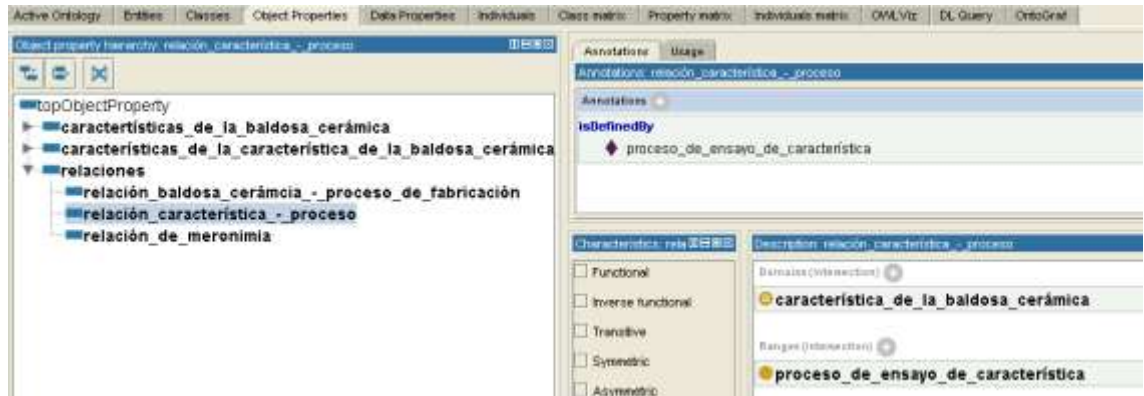 Active Ontology Entities Classes Object Properties Data Properties Individuals Class matrix Property matrix Individuals matrix OWLViz DL Query OntoGraf
Object property hierarchy: relación_característica_-_proceso
topObjectProperty
caractertísticas_de_la_baldosa_cerámica
características_de_la_característica_de_la_baldosa_cerámica
relaciones
relación_baldosa_cerámcia_-_proceso_de_fabricación
relación_característica_-_proceso
relación_de_meronimia
Annotations Usage
Annotations: relación_característica_-_proceso
Annotations
isDefinedBy
proceso_de_ensayo_de_característica
Characteristics: rela
Functional
Inverse functional
Transitive
Symmetric
Asymmetric
Description: relación_característica_-_proceso
Domains (intersection)
característica_de_la_baldosa_cerámica
Ranges (intersection)
proceso_de_ensayo_de_característica